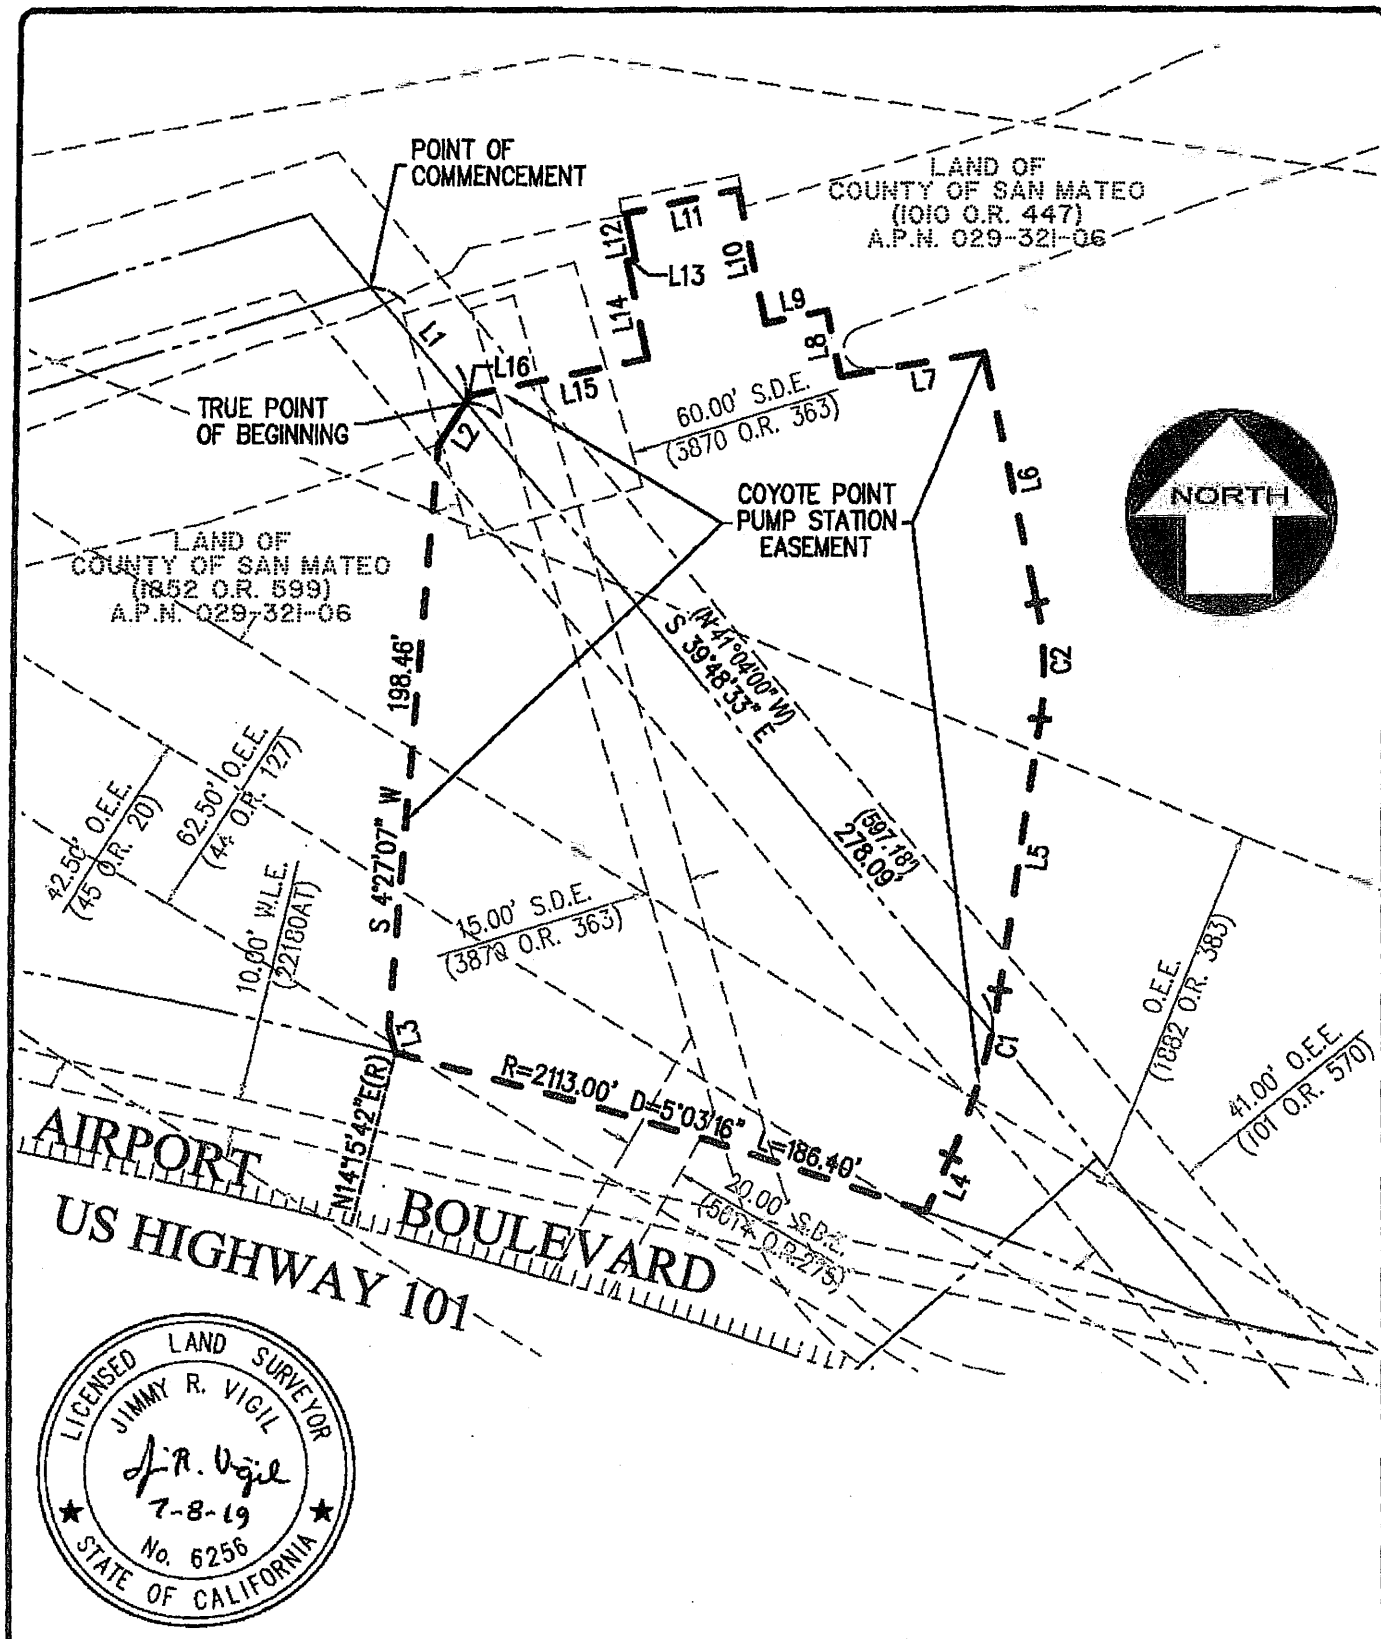 POINT OF
COMMENCEMENT
LAND OF
COUNTY OF SAN MATEO
(1010 O.R. 447)
A.P.N. 029-321-06
L11
L12
L13
L10
L14
L9
L8
L7
L1
L16
L15
TRUE POINT
OF BEGINNING
L2
60.00' S.D.E.
(3870 O.R. 363)
COYOTE POINT
PUMP STATION
EASEMENT
L6
NORTH
LAND OF
COUNTY OF SAN MATEO
(1852 O.R. 599)
A.P.N. 029-321-06
(N 41°04'00" W)
S 39°48'33" E
C2
198.46'
S 4°27'07" W
42.50' O.E.E.
(45 O.R. 20)
62.50' O.E.E.
(44 O.R. 127)
10.00' W.L.E.
(22180AT)
15.00' S.D.E.
(3870 O.R. 363)
(597.18')
278.09'
L5
O.E.E.
(1882 O.R. 383)
41.00' O.E.E.
(101 O.R. 570)
L3
C1
R=2113.00' D=5°03'16" L=186.40'
L4
N14°15'42"E(R)
20.00' S.D.E.
AIRPORT BOULEVARD
US HIGHWAY 101
LICENSED LAND SURVEYOR
JIMMY R. VIGIL
J. R. Vigil
7-8-19
No. 6256
STATE OF CALIFORNIA